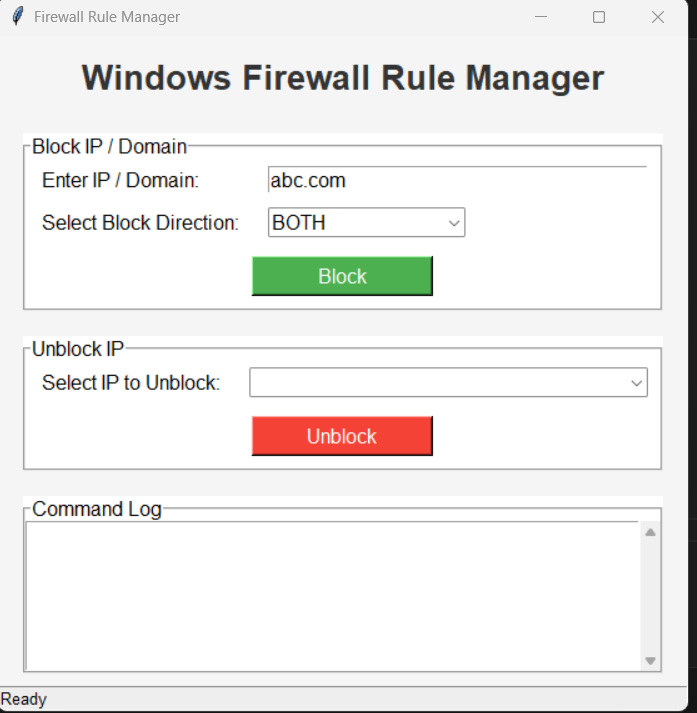 Firewall Rule Manager
Windows Firewall Rule Manager
Block IP / Domain
Enter IP / Domain: abc.com
Select Block Direction: BOTH
Block
Unblock IP
Select IP to Unblock:
Unblock
Command Log
Ready